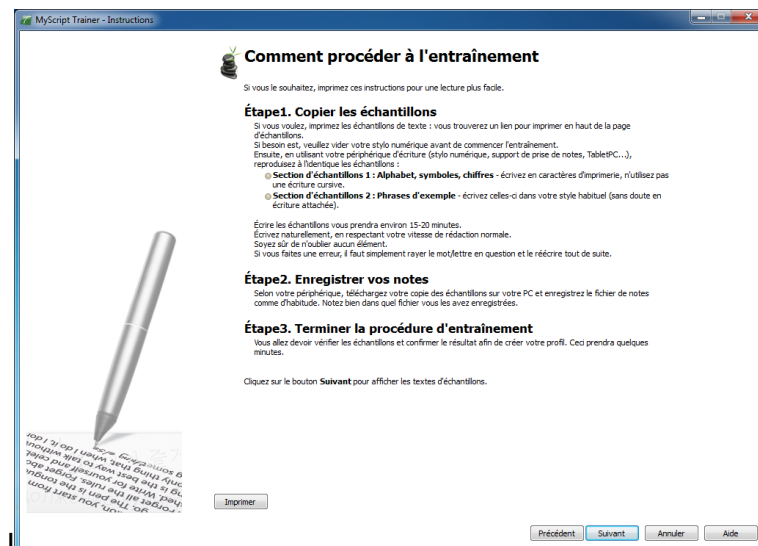 MyScript Trainer - Instructions
Comment procéder à l'entraînement
Si vous le souhaitez, imprimez ces instructions pour une lecture plus facile.
Étape1. Copier les échantillons
Si vous voulez, imprimez les échantillons de texte : vous trouverez un lien pour imprimer en haut de la page
d'échantillons.
Si besoin est, veuillez vider votre stylo numérique avant de commencer l'entraînement.
Ensuite, en utilisant votre périphérique d'écriture (stylo numérique, support de prise de notes, TabletPC...),
reproduisez à l'identique les échantillons :
Section d'échantillons 1 : Alphabet, symboles, chiffres - écrivez en caractères d'imprimerie, n'utilisez pas
une écriture cursive.
Section d'échantillons 2 : Phrases d'exemple - écrivez celles-ci dans votre style habituel (sans doute en
écriture attachée).
Écrire les échantillons vous prendra environ 15-20 minutes.
Écrivez naturellement, en respectant votre vitesse de rédaction normale.
Soyez sûr de n'oublier aucun élément.
Si vous faites une erreur, il faut simplement rayer le mot/lettre en question et le réécrire tout de suite.
Étape2. Enregistrer vos notes
Selon votre périphérique, téléchargez votre copie des échantillons sur votre PC et enregistrez le fichier de notes
comme d'habitude. Notez bien dans quel fichier vous les avez enregistrées.
Étape3. Terminer la procédure d'entraînement
Vous allez devoir vérifier les échantillons et confirmer le résultat afin de créer votre profil. Ceci prendra quelques
minutes.
Cliquez sur le bouton Suivant pour afficher les textes d'échantillons.
Imprimer
Précédent Suivant Annuler Aide